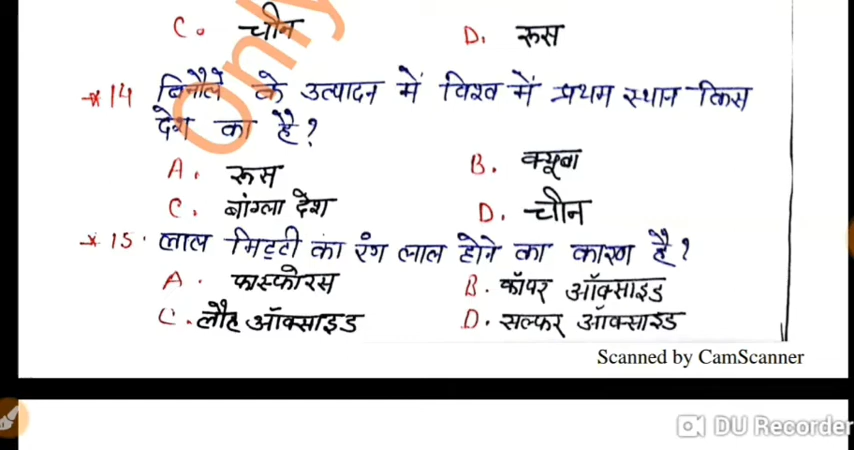 C. चीन D. रूस
* 14 बिनौले के उत्पादन में विश्व में प्रथम स्थान किस
देश का है?
A. रूस B. क्यूबा
C. बांग्ला देश D. चीन
* 15. लाल मिट्टी का रंग लाल होने का कारण है?
A. फास्फोरस B. कॉपर ऑक्साइड
C. लौह ऑक्साइड D. सल्फर ऑक्साइड
Scanned by CamScanner
DU Recorder